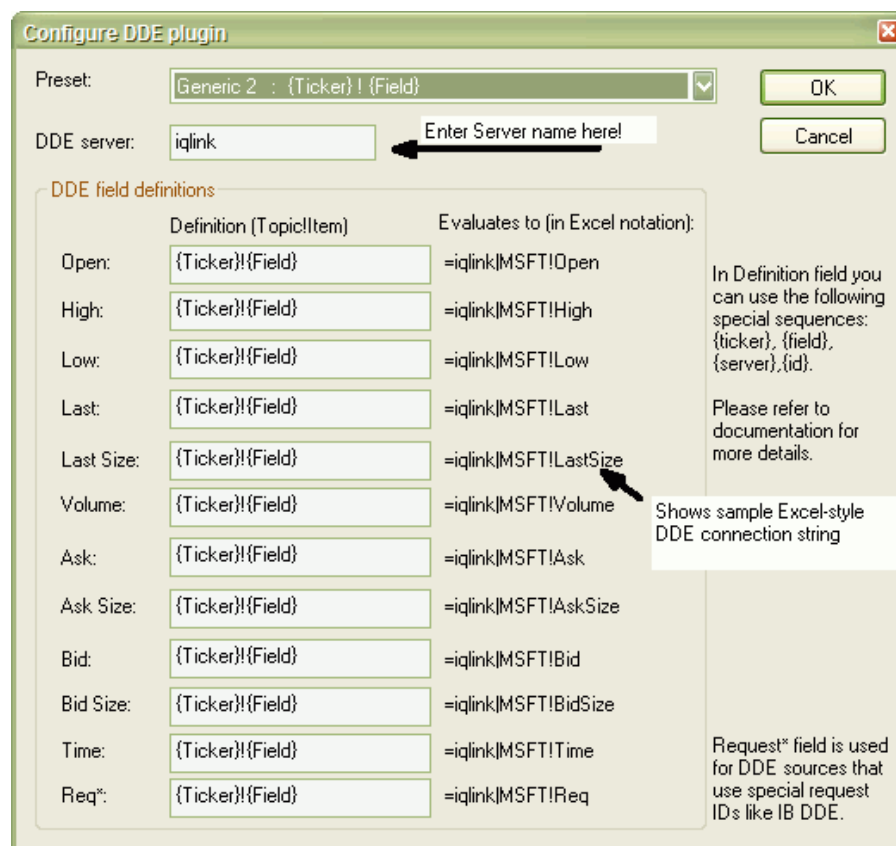 Configure DDE plugin
Preset:
Generic 2 : {Ticker} ! {Field}
OK
DDE server:
iqlink
Enter Server name here!
Cancel
DDE field definitions
Definition (Topic!Item)
Evaluates to (in Excel notation):
Open:
{Ticker}!{Field}
=iqlink|MSFT!Open
High:
{Ticker}!{Field}
=iqlink|MSFT!High
Low:
{Ticker}!{Field}
=iqlink|MSFT!Low
Last:
{Ticker}!{Field}
=iqlink|MSFT!Last
Last Size:
{Ticker}!{Field}
=iqlink|MSFT!LastSize
Volume:
{Ticker}!{Field}
=iqlink|MSFT!Volume
Ask:
{Ticker}!{Field}
=iqlink|MSFT!Ask
Ask Size:
{Ticker}!{Field}
=iqlink|MSFT!AskSize
Bid:
{Ticker}!{Field}
=iqlink|MSFT!Bid
Bid Size:
{Ticker}!{Field}
=iqlink|MSFT!BidSize
Time:
{Ticker}!{Field}
=iqlink|MSFT!Time
Req*:
{Ticker}!{Field}
=iqlink|MSFT!Req
In Definition field you
can use the following
special sequences:
{ticker}, {field},
{server},{id}.
Please refer to
documentation for
more details.
Shows sample Excel-style
DDE connection string
Request* field is used
for DDE sources that
use special request
IDs like IB DDE.